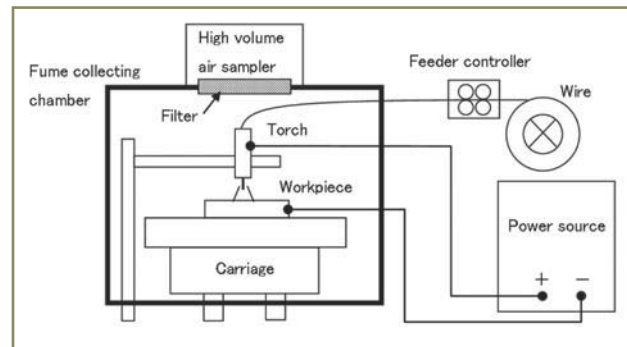 High volume
air sampler
Feeder controller
Fume collecting
chamber
Wire
Filter
Torch
Workpiece
Power source
Carriage
+ −